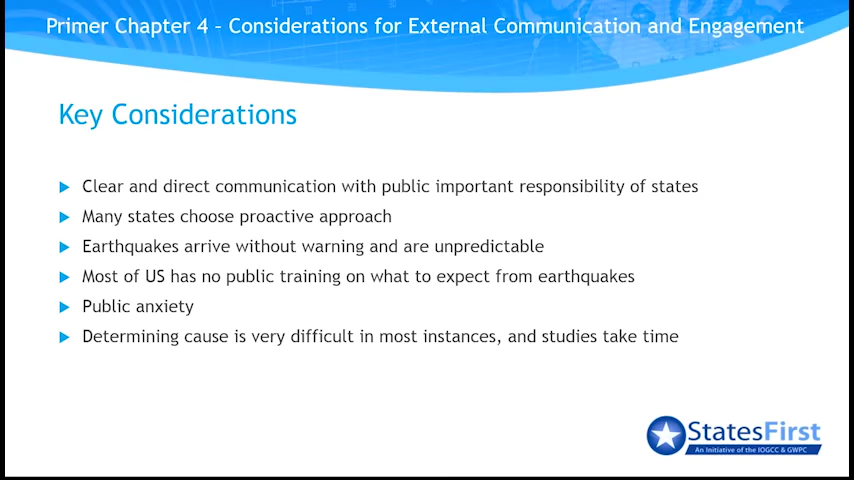 Primer Chapter 4 – Considerations for External Communication and Engagement
Key Considerations
Clear and direct communication with public important responsibility of states
Many states choose proactive approach
Earthquakes arrive without warning and are unpredictable
Most of US has no public training on what to expect from earthquakes
Public anxiety
Determining cause is very difficult in most instances, and studies take time
StatesFirst
An Initiative of the IOGCC & GWPC